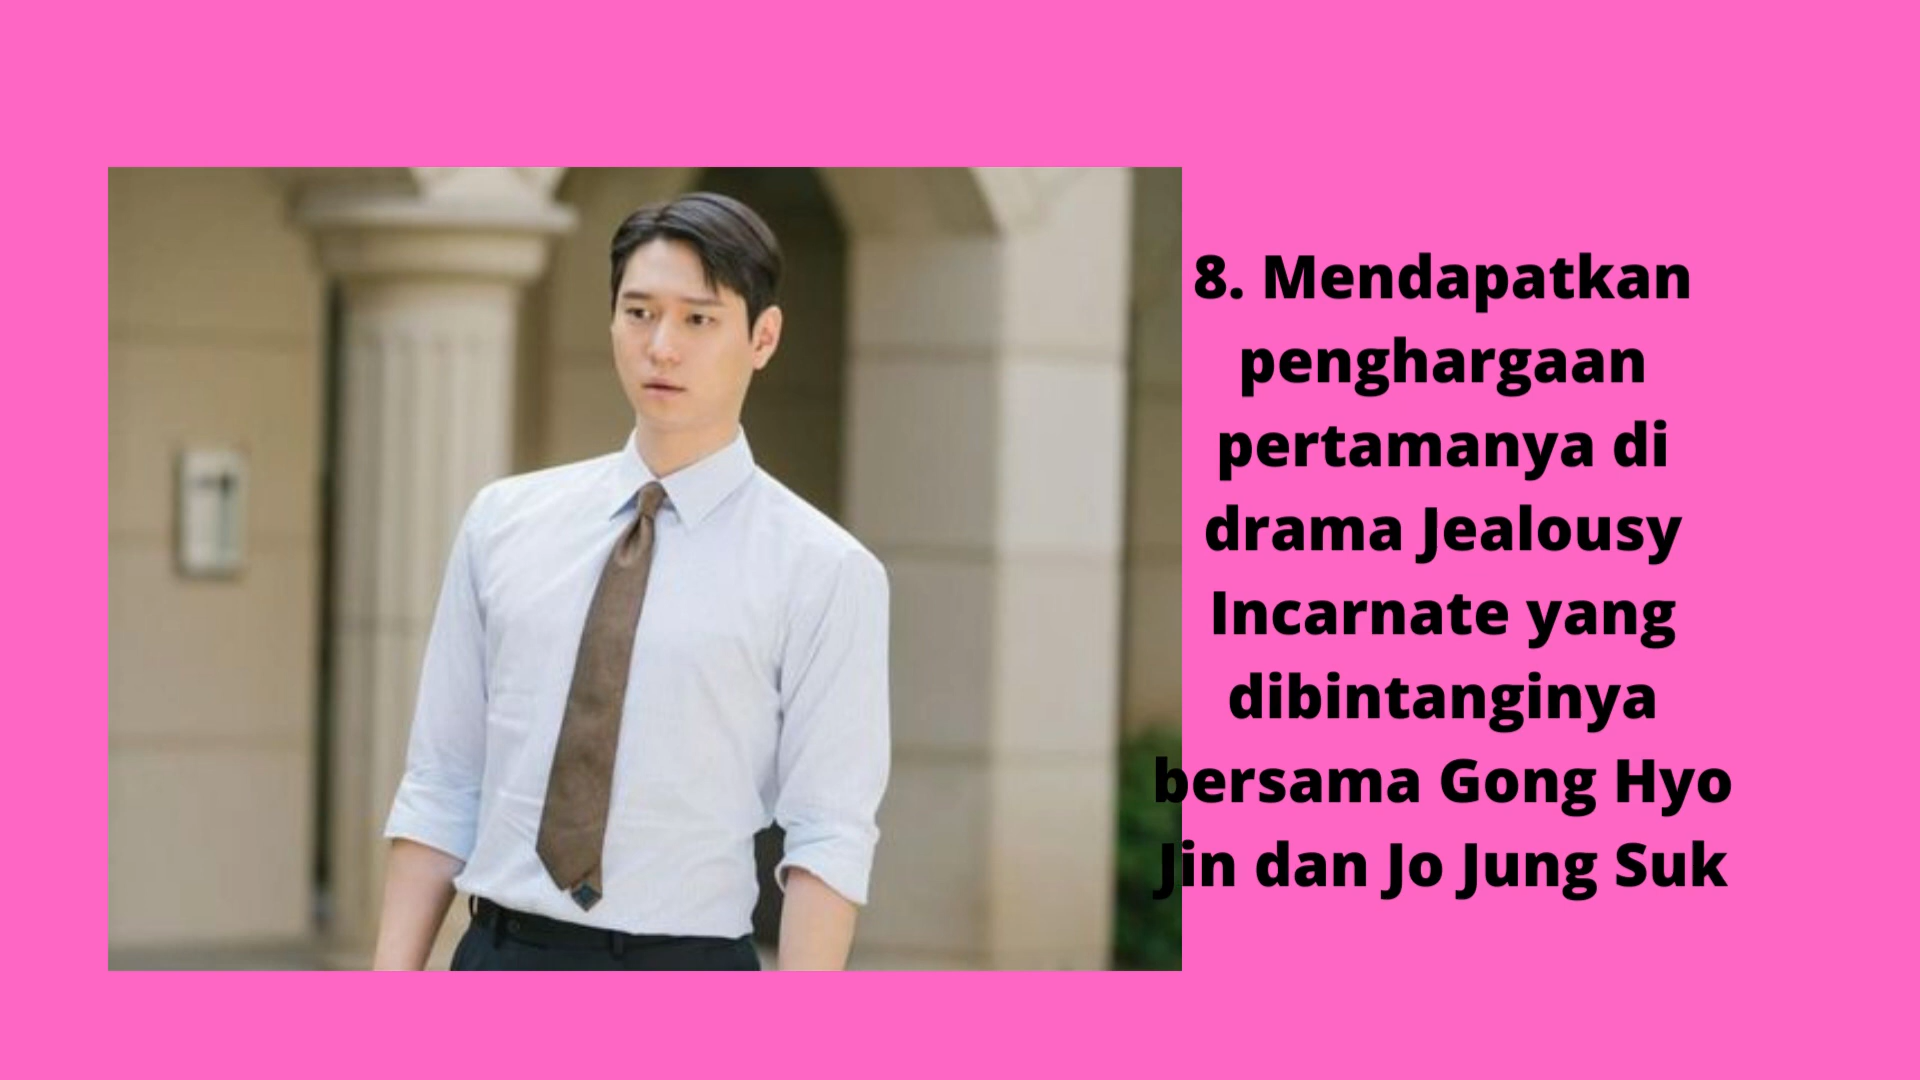 8. Mendapatkan
penghargaan
pertamanya di
drama Jealousy
Incarnate yang
dibintanginya
bersama Gong Hyo
Jin dan Jo Jung Suk